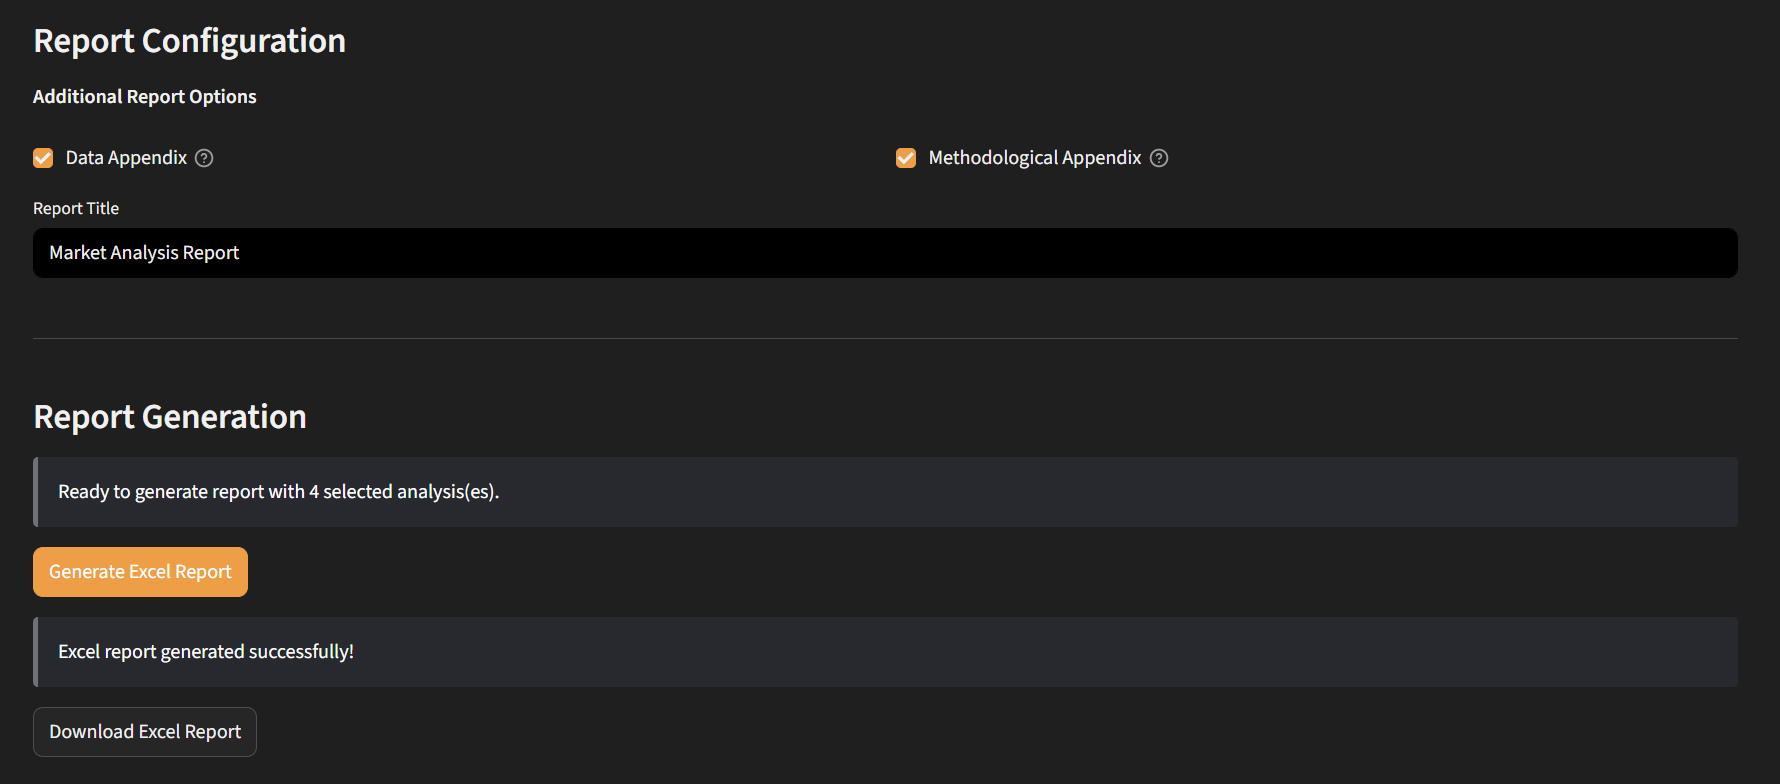 Report Configuration
Additional Report Options
Data Appendix
Methodological Appendix
Report Title
Market Analysis Report
Report Generation
Ready to generate report with 4 selected analysis(es).
Generate Excel Report
Excel report generated successfully!
Download Excel Report